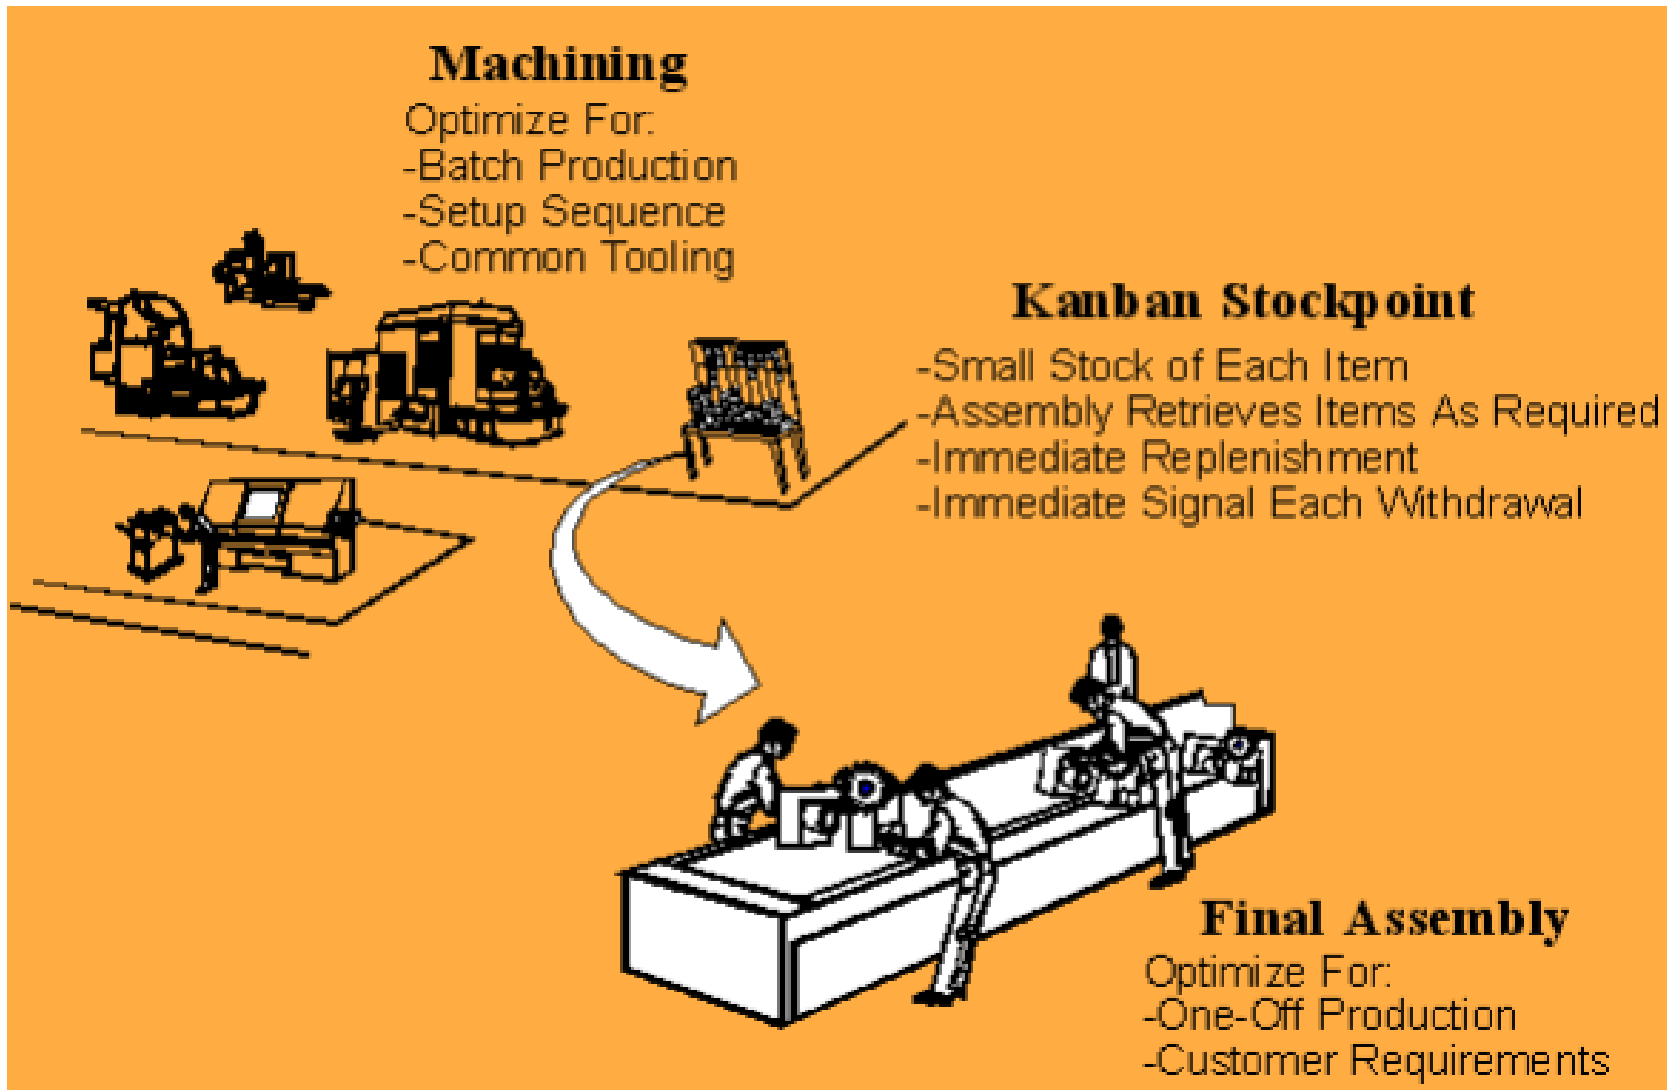 Machining
Optimize For:
-Batch Production
-Setup Sequence
-Common Tooling
Kanban Stockpoint
-Small Stock of Each Item
-Assembly Retrieves Items As Required
-Immediate Replenishment
-Immediate Signal Each Withdrawal
Final Assembly
Optimize For:
-One-Off Production
-Customer Requirements